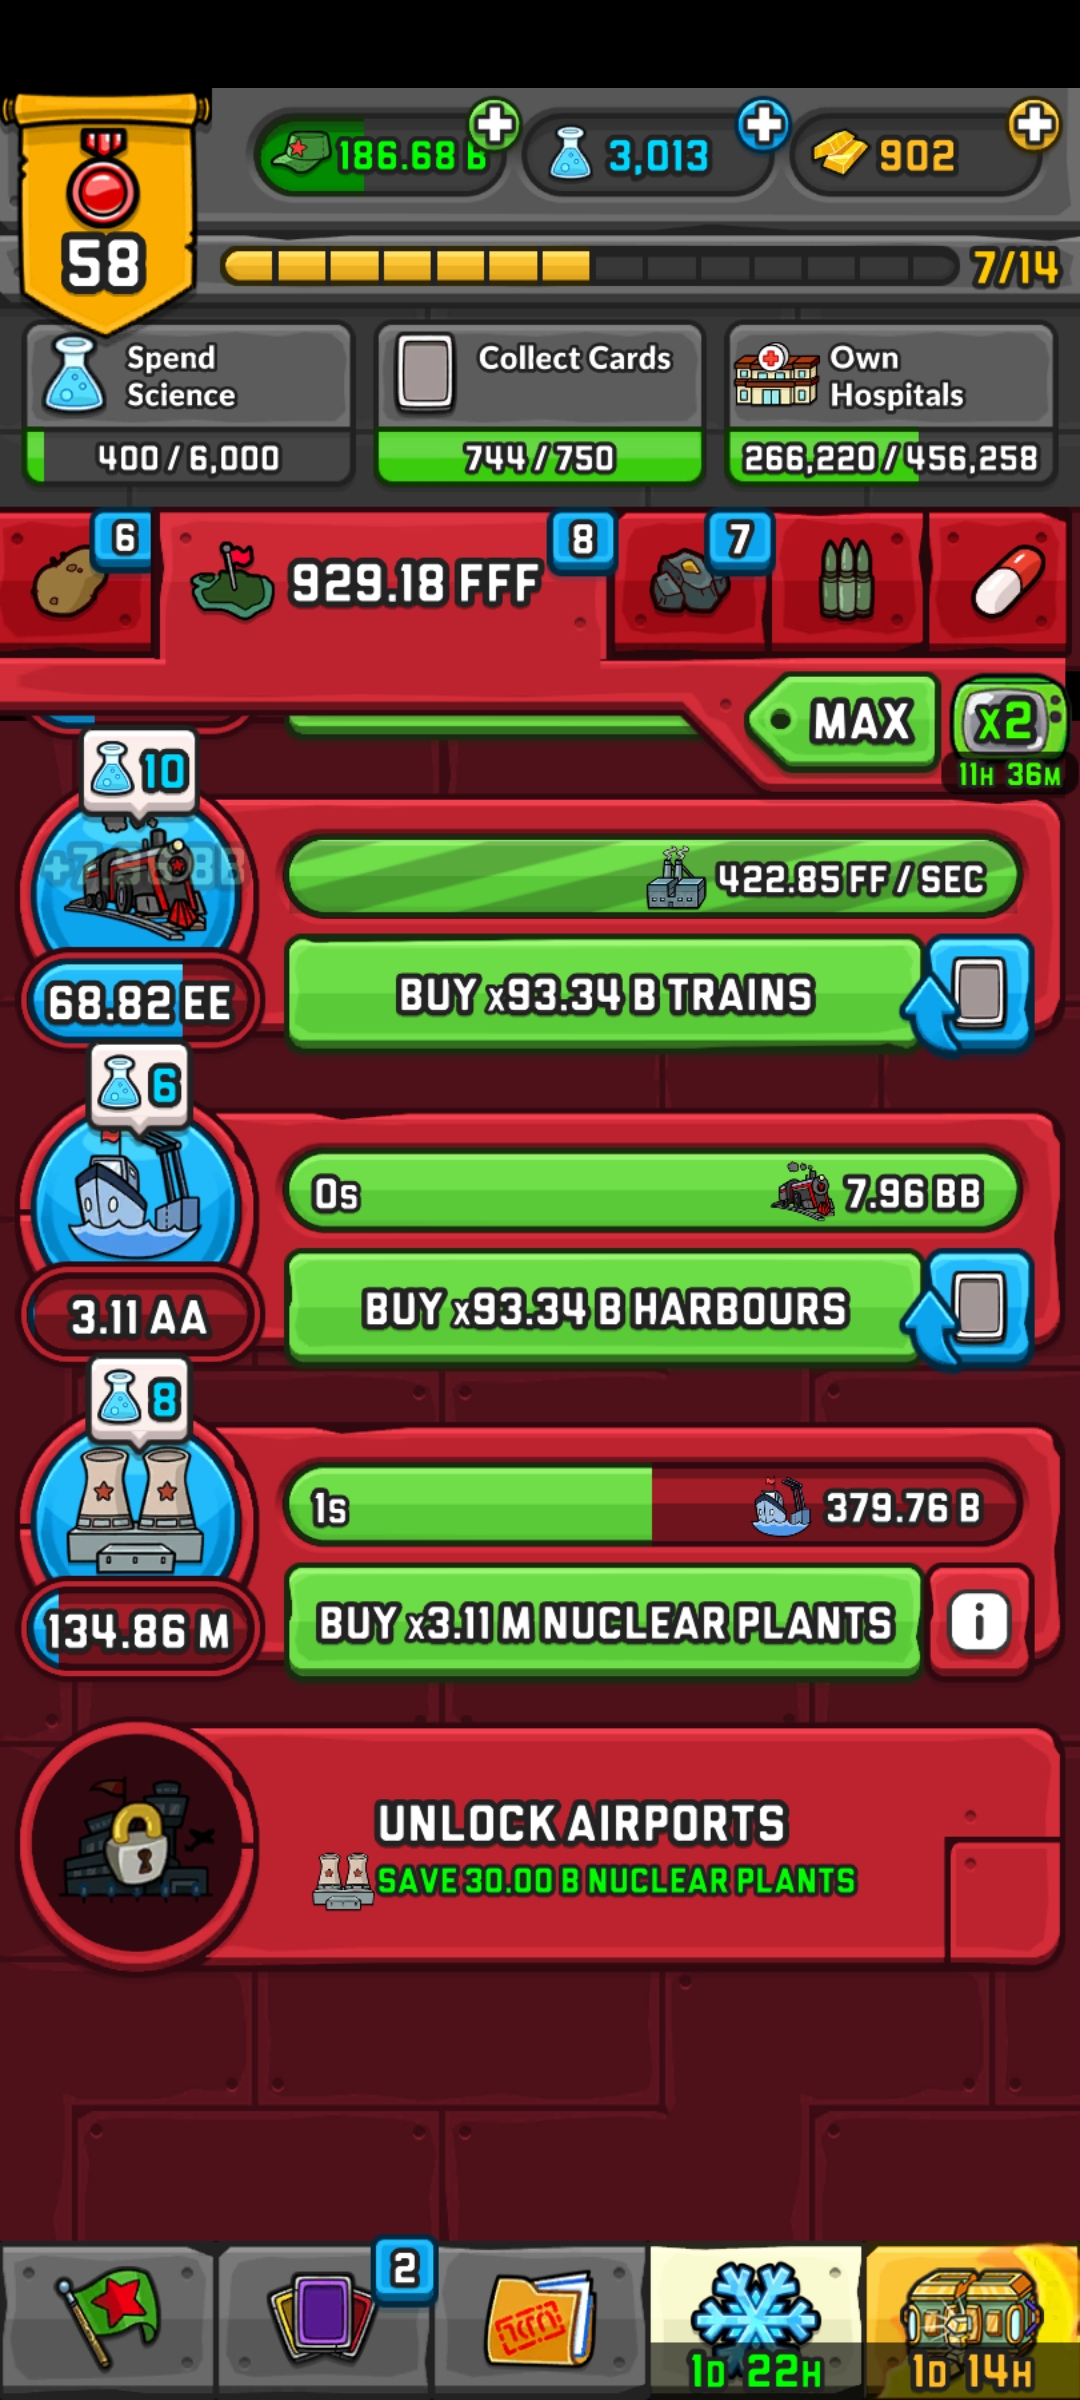 58
186.68 B
3,013
902
7/14
Spend
Science
400 / 6,000
Collect Cards
744 / 750
Own
Hospitals
266,220 / 456,258
6
929.18 FFF
8
7
MAX
x2
11H 36M
10
422.85 FF / SEC
68.82 EE
BUY x93.34 B TRAINS
6
0s
7.96 BB
3.11 AA
BUY x93.34 B HARBOURS
8
1s
379.76 B
134.86 M
BUY x3.11 M NUCLEAR PLANTS
i
UNLOCK AIRPORTS
SAVE 30.00 B NUCLEAR PLANTS
2
1D 22H
1D 14H